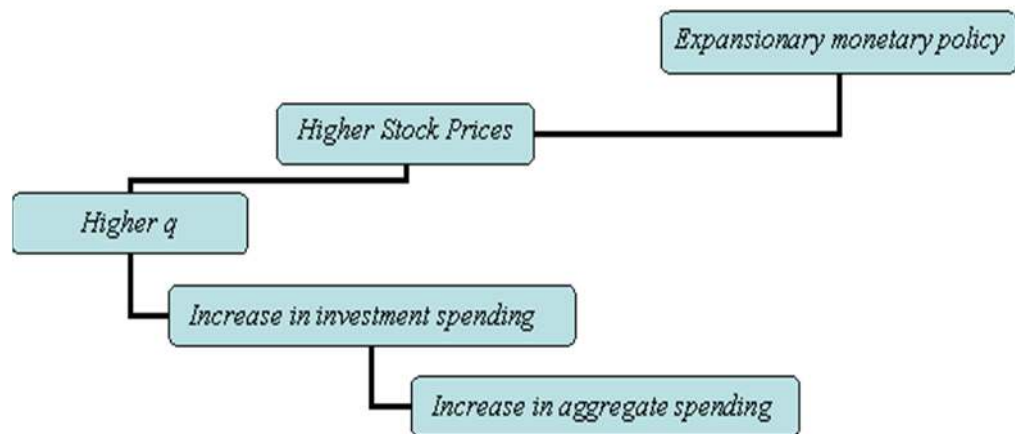 Expansionary monetary policy
Higher Stock Prices
Higher q
Increase in investment spending
Increase in aggregate spending